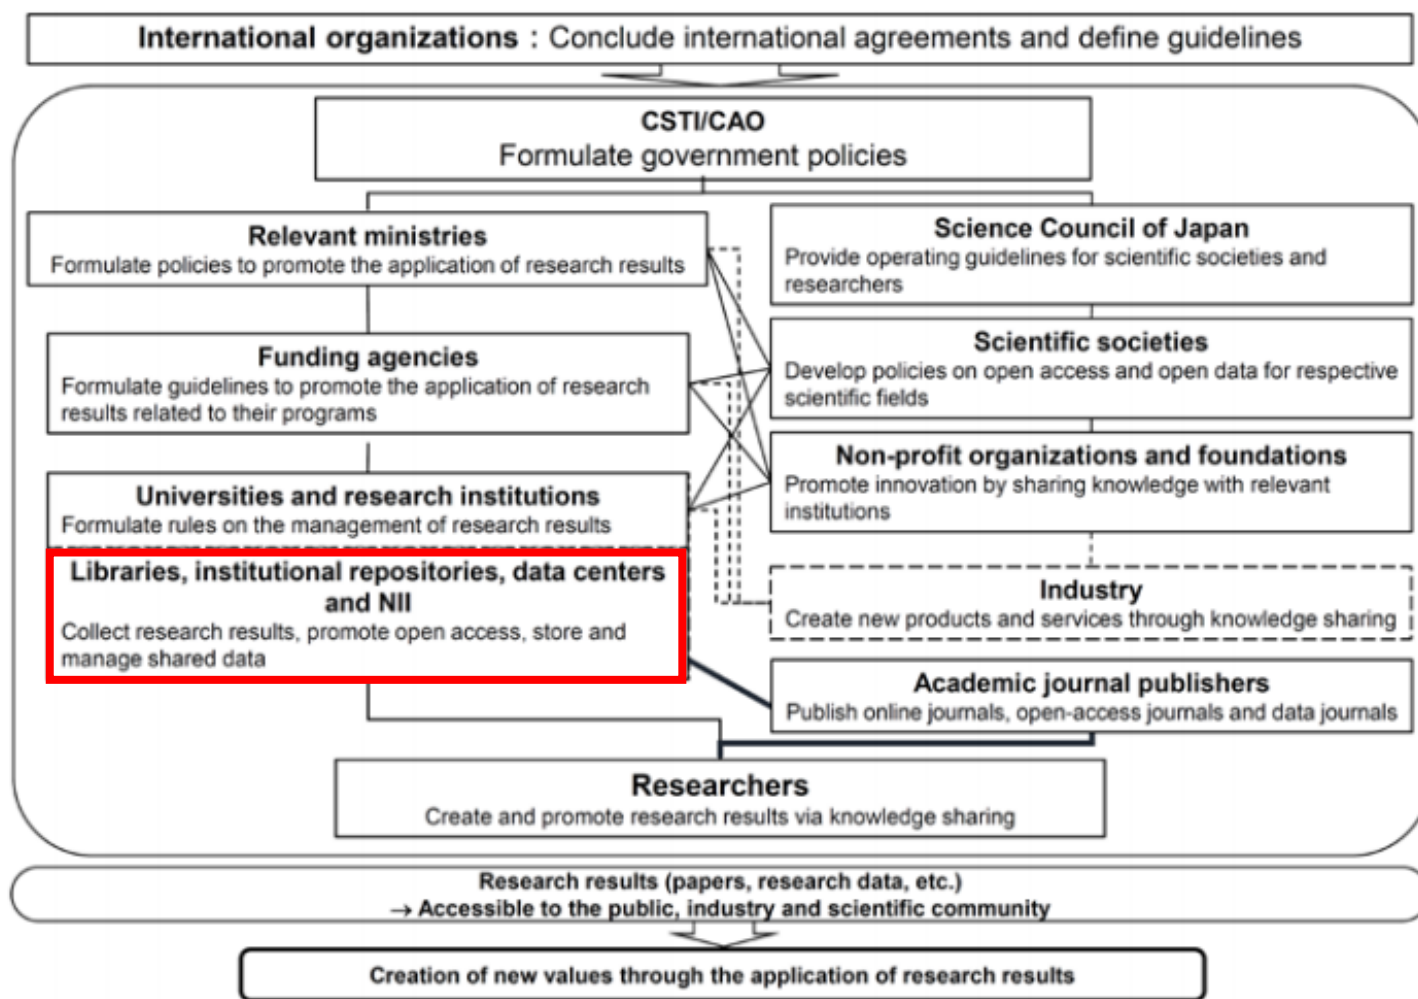 International organizations : Conclude international agreements and define guidelines
CSTI/CAO
Formulate government policies
Relevant ministries
Formulate policies to promote the application of research results
Science Council of Japan
Provide operating guidelines for scientific societies and
researchers
Funding agencies
Formulate guidelines to promote the application of research
results related to their programs
Scientific societies
Develop policies on open access and open data for respective
scientific fields
Universities and research institutions
Formulate rules on the management of research results
Non-profit organizations and foundations
Promote innovation by sharing knowledge with relevant
institutions
Libraries, institutional repositories, data centers
and NII
Collect research results, promote open access, store and
manage shared data
Industry
Create new products and services through knowledge sharing
Academic journal publishers
Publish online journals, open-access journals and data journals
Researchers
Create and promote research results via knowledge sharing
Research results (papers, research data, etc.)
→ Accessible to the public, industry and scientific community
Creation of new values through the application of research results